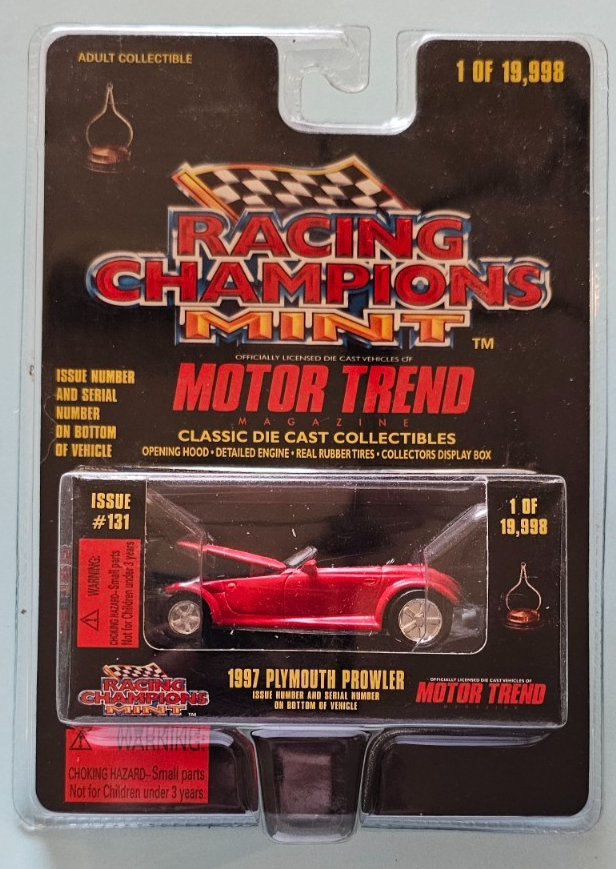 ADULT COLLECTIBLE
1 OF 19,998
RACING
CHAMPIONS
MINT™
OFFICIALLY LICENSED DIE CAST VEHICLES OF
MOTOR TREND
MAGAZINE
CLASSIC DIE CAST COLLECTIBLES
OPENING HOOD • DETAILED ENGINE • REAL RUBBER TIRES • COLLECTORS DISPLAY BOX
ISSUE NUMBER
AND SERIAL
NUMBER
ON BOTTOM
OF VEHICLE
ISSUE
#131
1 OF
19,998
WARNING:
CHOKING HAZARD–Small parts
Not for Children under 3 years
RACING
CHAMPIONS
MINT™
1997 PLYMOUTH PROWLER
ISSUE NUMBER AND SERIAL NUMBER
ON BOTTOM OF VEHICLE
OFFICIALLY LICENSED DIE CAST VEHICLES OF
MOTOR TREND
WARNING:
CHOKING HAZARD–Small parts
Not for Children under 3 years